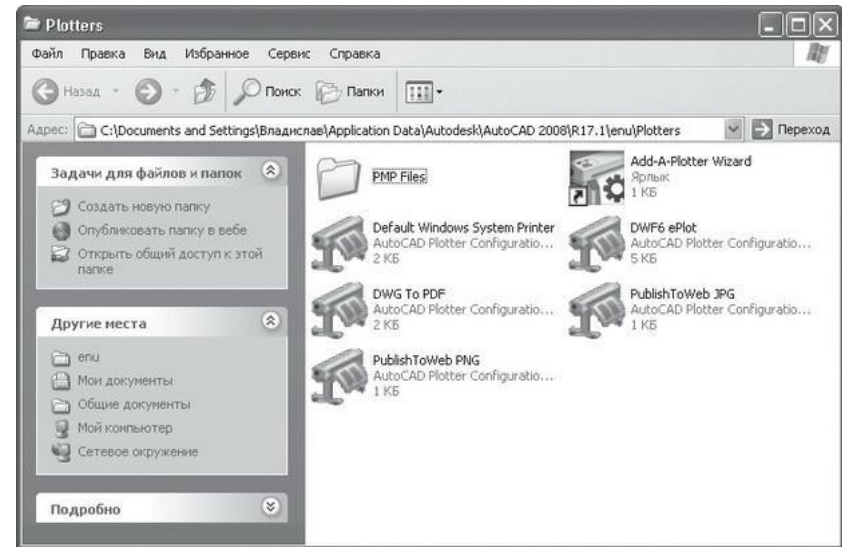 Plotters
Файл Правка Вид Избранное Сервис Справка
Назад Поиск Папки
Адрес: C:\Documents and Settings\Владислав\Application Data\Autodesk\AutoCAD 2008\R17.1\enu\Plotters Переход
Задачи для файлов и папок
Создать новую папку
Опубликовать папку в вебе
Открыть общий доступ к этой
папке
Другие места
enu
Мои документы
Общие документы
Мой компьютер
Сетевое окружение
Подробно
PMP Files
Add-A-Plotter Wizard
Ярлык
1 КБ
Default Windows System Printer
AutoCAD Plotter Configuratio...
2 КБ
DWF6 ePlot
AutoCAD Plotter Configuratio...
5 КБ
DWG To PDF
AutoCAD Plotter Configuratio...
2 КБ
PublishToWeb JPG
AutoCAD Plotter Configuratio...
1 КБ
PublishToWeb PNG
AutoCAD Plotter Configuratio...
1 КБ